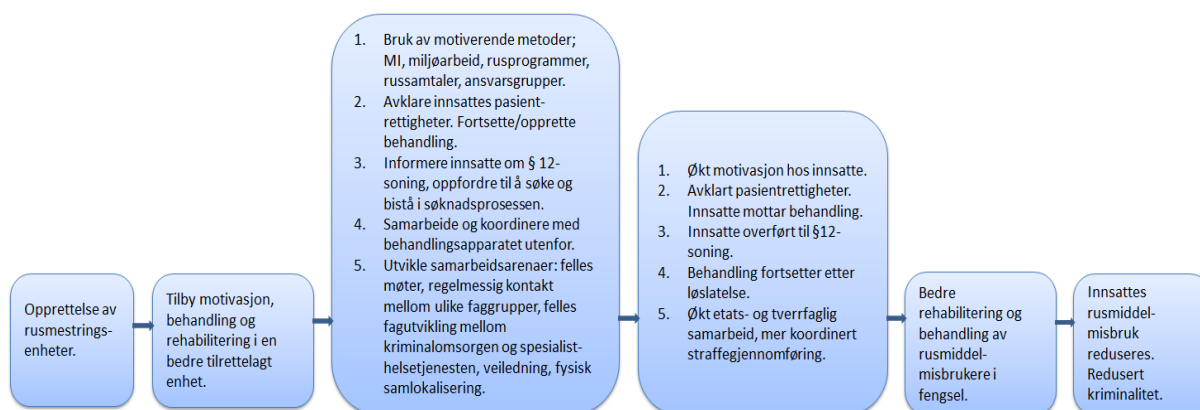 Opprettelse av
rusmestrings-
enheter.
Tilby motivasjon,
behandling og
rehabilitering i en
bedre tilrettelagt
enhet.
1. Bruk av motiverende metoder;
MI, miljøarbeid, rusprogrammer,
russamtaler, ansvarsgrupper.
2. Avklare innsattes pasient-
rettigheter. Fortsette/opprette
behandling.
3. Informere innsatte om § 12-
soning, oppfordre til å søke og
bistå i søknadsprosessen.
4. Samarbeide og koordinere med
behandlingsapparatet utenfor.
5. Utvikle samarbeidsarenaer: felles
møter, regelmessig kontakt
mellom ulike faggrupper, felles
fagutvikling mellom
kriminalomsorgen og spesialist-
helsetjenesten, veiledning, fysisk
samlokalisering.
1. Økt motivasjon hos innsatte.
2. Avklart pasientrettigheter.
Innsatte mottar behandling.
3. Innsatte overført til §12-
soning.
4. Behandling fortsetter etter
løslatelse.
5. Økt etats- og tverrfaglig
samarbeid, mer koordinert
straffegjennomføring.
Bedre
rehabilitering og
behandling av
rusmiddel-
misbrukere i
fengsel.
Innsattes
rusmiddel-
misbruk
reduseres.
Redusert
kriminalitet.